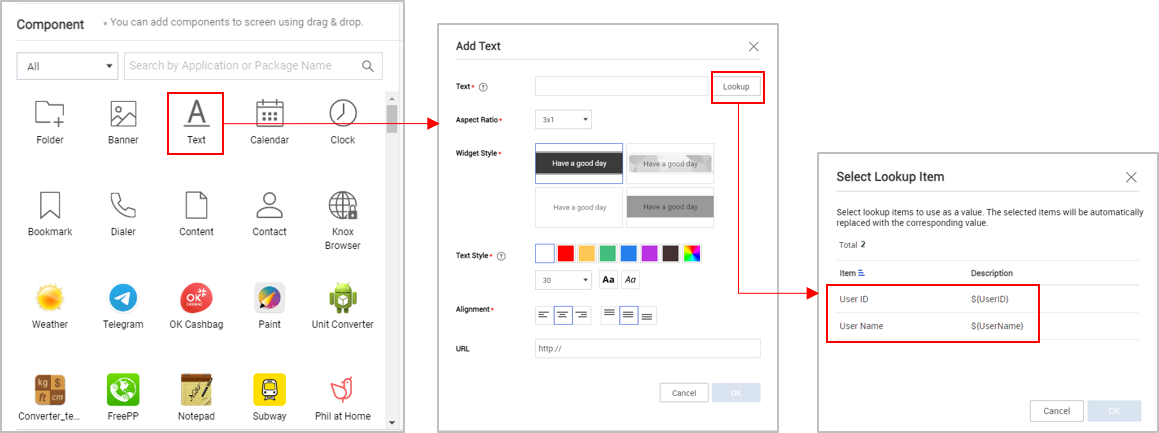 Component
* You can add components to screen using drag & drop.
All
Search by Application or Package Name
Folder
Banner
A
Text
Calendar
Clock
Bookmark
Dialer
Content
Contact
Knox
Browser
Weather
Telegram
OK
CASHBAG
OK Cashbag
Paint
Unit Converter
kg $
ft cm
Converter_te...
FreePP
Notepad
Subway
Phil at Home
Add Text
Text* ?
Lookup
Aspect Ratio*
3x1
Widget Style*
Have a good day
Have a good day
Have a good day
Have a good day
Text Style* ?
30
Aa
Aa
Alignment*
URL
http://
Cancel
OK
Select Lookup Item
Select lookup items to use as a value. The selected items will be automatically
replaced with the corresponding value.
Total 2
Item
Description
User ID
${UserID}
User Name
${UserName}
Cancel
OK